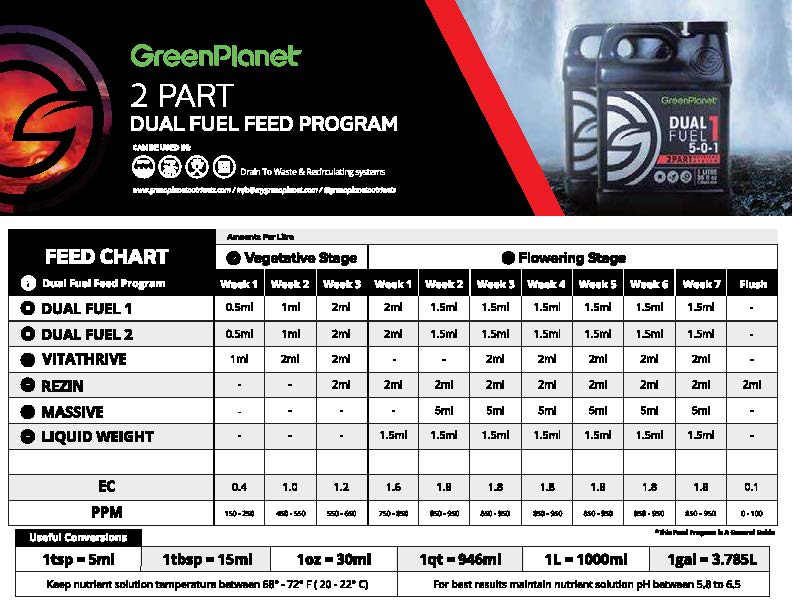 GreenPlanet
2 PART
DUAL FUEL FEED PROGRAM
CAN BE USED IN:
Drain To Waste & Recirculating systems
GreenPlanet
DUAL
FUEL 1
5-0-1
2PART
1 LITRE
Amounts Per Litre
FEED CHART Vegetative Stage Flowering Stage
Dual Fuel Feed Program Week 1 Week 2 Week 3 Week 1 Week 2 Week 3 Week 4 Week 5 Week 6 Week 7 Flush
DUAL FUEL 1 0.5ml 1ml 2ml 2ml 1.5ml 1.5ml 1.5ml 1.5ml 1.5ml 1.5ml -
DUAL FUEL 2 0.5ml 1ml 2ml 2ml 1.5ml 1.5ml 1.5ml 1.5ml 1.5ml 1.5ml -
VITATHRIVE 1ml 2ml 2ml - - 2ml 2ml 2ml 2ml 2ml -
REZIN - - 2ml 2ml 2ml 2ml 2ml 2ml 2ml 2ml 2ml
MASSIVE - - - - 5ml 5ml 5ml 5ml 5ml 5ml -
LIQUID WEIGHT - - - 1.5ml 1.5ml 1.5ml 1.5ml 1.5ml 1.5ml 1.5ml -
EC 0.4 1.0 1.2 1.6 1.8 1.8 1.8 1.8 1.8 1.8 0.1
PPM 150 - 250 450 - 550 550 - 650 750 - 850 850 - 950 850 - 950 850 - 950 850 - 950 850 - 950 850 - 950 0 - 100
*This Feed Program Is A General Guide
Useful Conversions
1tsp = 5ml 1tbsp = 15ml 1oz = 30ml 1qt = 946ml 1L = 1000ml 1gal = 3.785L
Keep nutrient solution temperature between 68° - 72° F ( 20 - 22° C) For best results maintain nutrient solution pH between 5.8 to 6.5